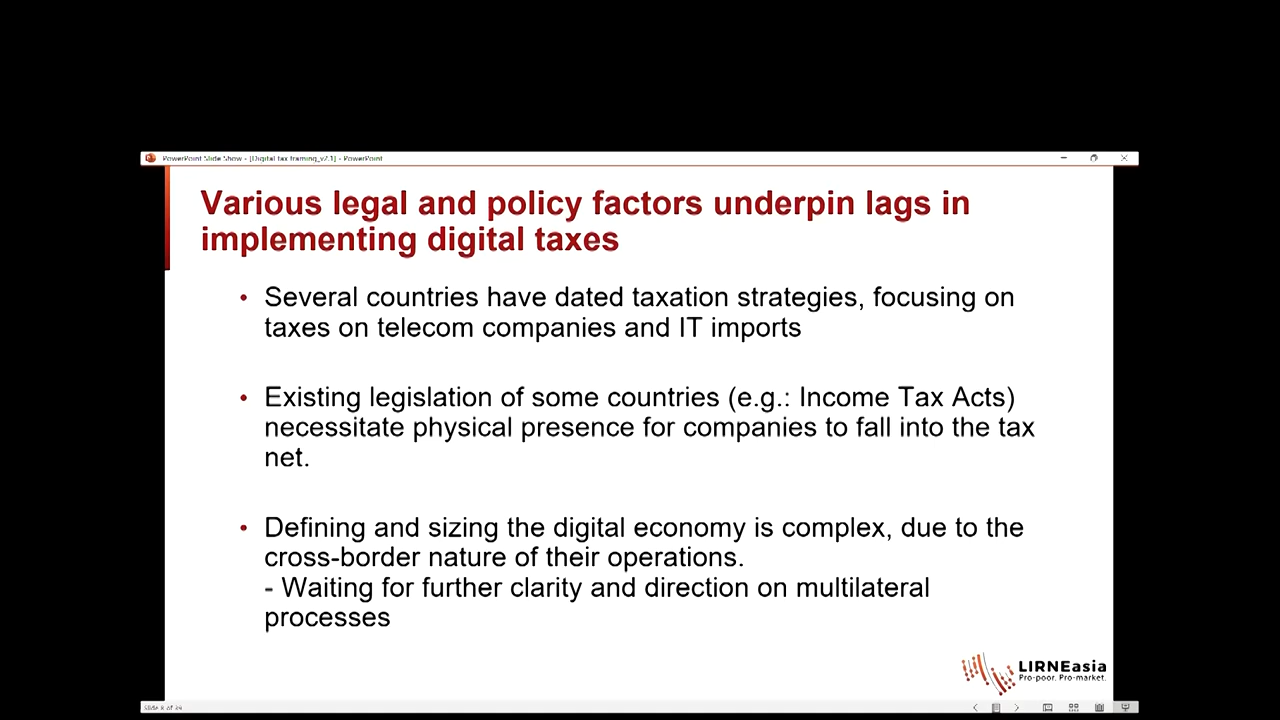 PowerPoint Slide Show - [Digital tax framing_v2.1] - PowerPoint
Various legal and policy factors underpin lags in
implementing digital taxes
• Several countries have dated taxation strategies, focusing on
taxes on telecom companies and IT imports
• Existing legislation of some countries (e.g.: Income Tax Acts)
necessitate physical presence for companies to fall into the tax
net.
• Defining and sizing the digital economy is complex, due to the
cross-border nature of their operations.
- Waiting for further clarity and direction on multilateral
processes
LIRNEasia
Pro-poor. Pro-market.
Slide 8 of